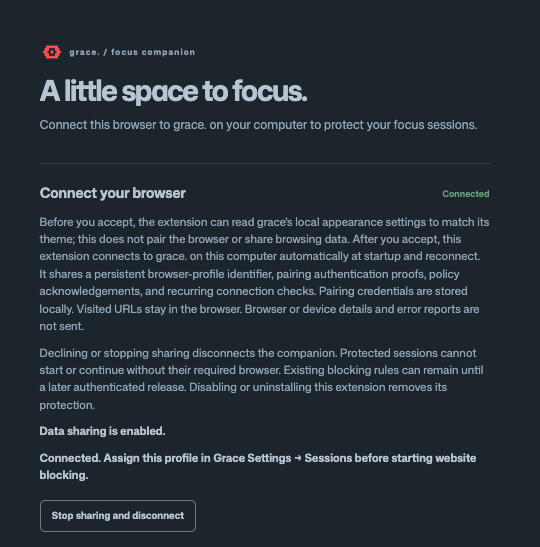 grace. / focus companion
A little space to focus.
Connect this browser to grace. on your computer to protect your focus sessions.
Connect your browser
Connected
Before you accept, the extension can read grace's local appearance settings to match its
theme; this does not pair the browser or share browsing data. After you accept, this
extension connects to grace. on this computer automatically at startup and reconnect.
It shares a persistent browser-profile identifier, pairing authentication proofs, policy
acknowledgements, and recurring connection checks. Pairing credentials are stored
locally. Visited URLs stay in the browser. Browser or device details and error reports are
not sent.
Declining or stopping sharing disconnects the companion. Protected sessions cannot
start or continue without their required browser. Existing blocking rules can remain until
a later authenticated release. Disabling or uninstalling this extension removes its
protection.
Data sharing is enabled.
Connected. Assign this profile in Grace Settings → Sessions before starting website
blocking.
Stop sharing and disconnect